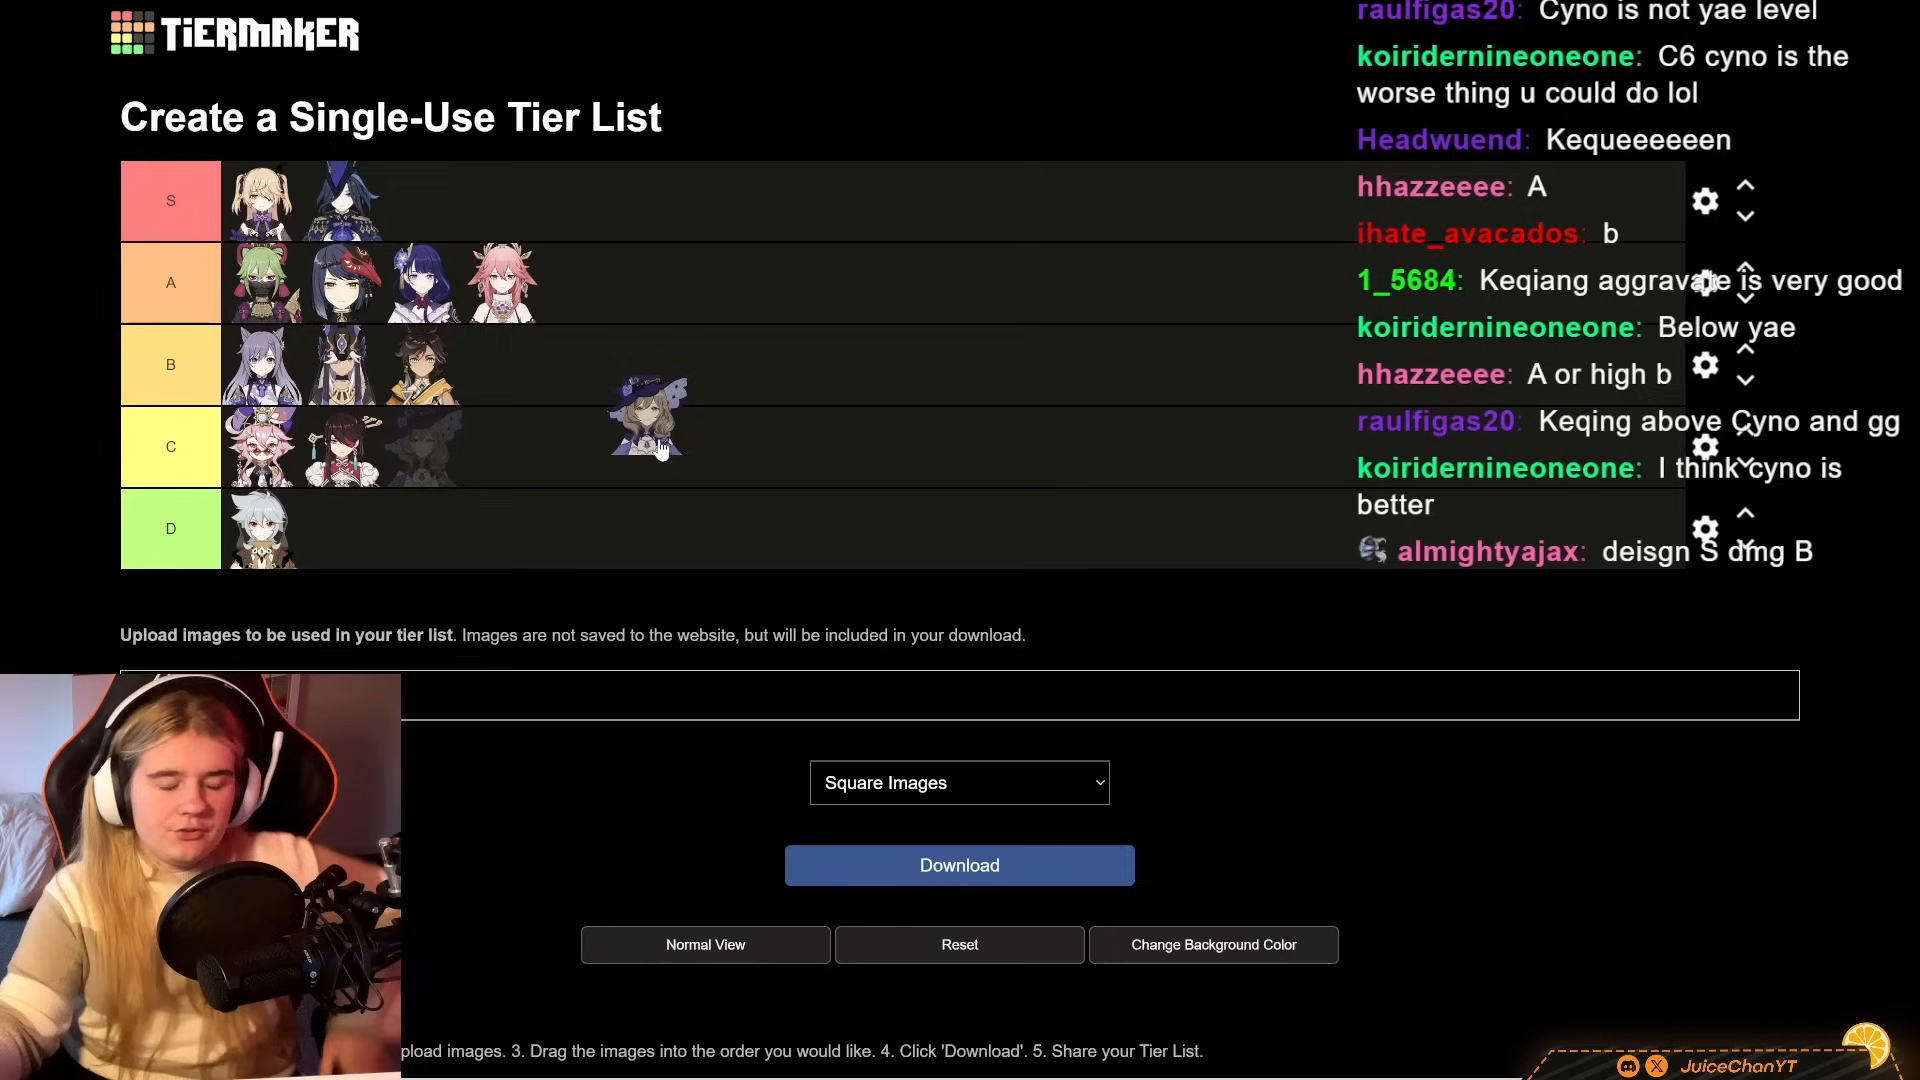 TiERMAKER
Create a Single-Use Tier List
S
A
B
C
D
raulfigas20: Cyno is not yae level
koiridernineoneone: C6 cyno is the
worse thing u could do lol
Headwuend: Kequeeeeeen
hhazzeeee: A
ihate_avacados: b
1_5684: Keqiang aggravate is very good
koiridernineoneone: Below yae
hhazzeeee: A or high b
raulfigas20: Keqing above Cyno and gg
koiridernineoneone: I think cyno is
better
almightyajax: deisgn S dmg B
Upload images to be used in your tier list. Images are not saved to the website, but will be included in your download.
Square Images
Download
Normal View
Reset
Change Background Color
pload images. 3. Drag the images into the order you would like. 4. Click 'Download'. 5. Share your Tier List.
JuiceChanYT